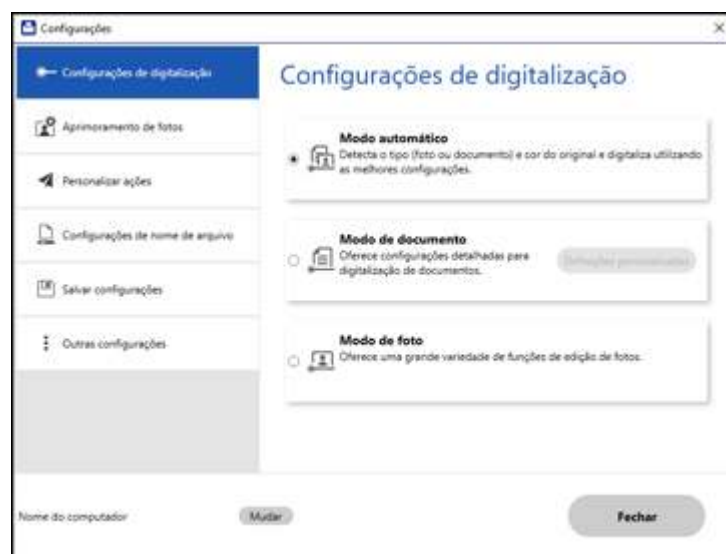 Configurações
Configurações de digitalização
Aprimoramento de fotos
Personalizar ações
Configurações de nome de arquivo
Salvar configurações
Outras configurações
Configurações de digitalização
Modo automático
Detecta o tipo (foto ou documento) e cor do original e digitaliza utilizando
as melhores configurações.
Modo de documento
Oferece configurações detalhadas para
digitalização de documentos.
Modo de foto
Oferece uma grande variedade de funções de edição de fotos.
Nome do computador
Mudar
Fechar